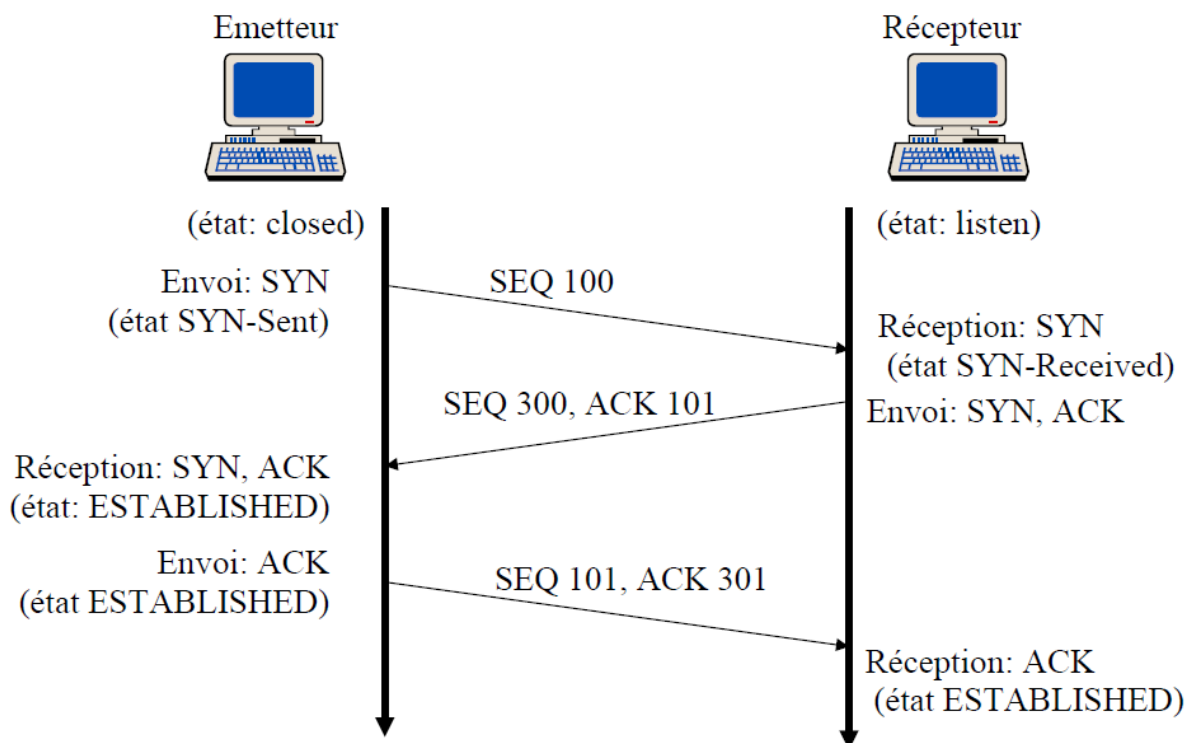 Emetteur
Récepteur
(état: closed)
(état: listen)
Envoi: SYN
(état SYN-Sent)
SEQ 100
Réception: SYN
(état SYN-Received)
SEQ 300, ACK 101
Envoi: SYN, ACK
Réception: SYN, ACK
(état: ESTABLISHED)
Envoi: ACK
(état ESTABLISHED)
SEQ 101, ACK 301
Réception: ACK
(état ESTABLISHED)